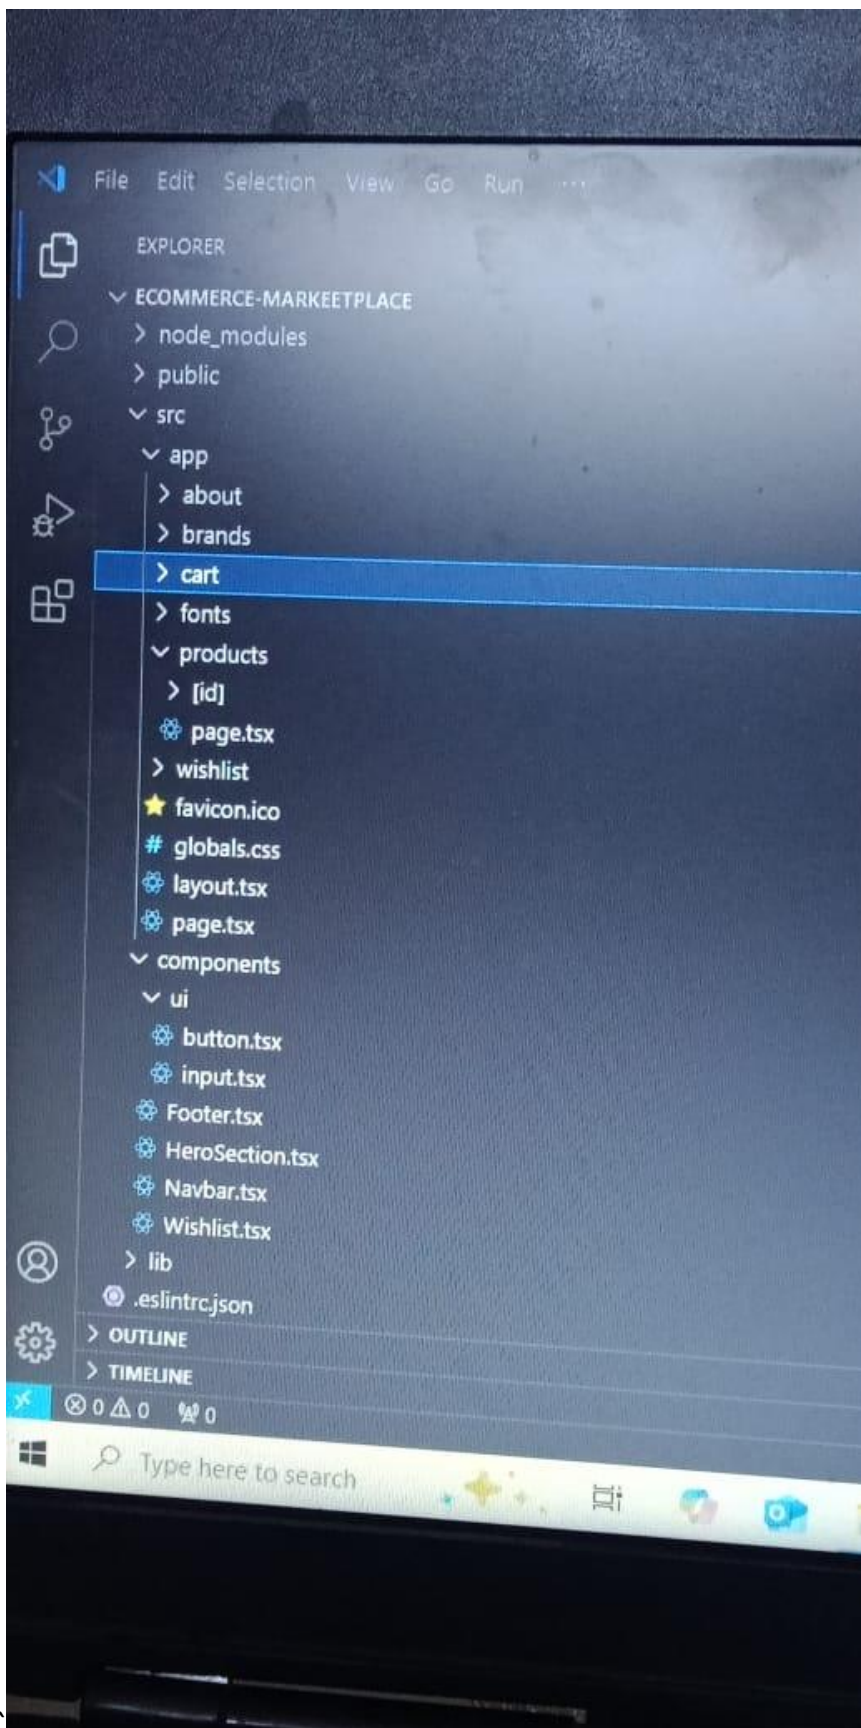 File Edit Selection View Go Run ...
EXPLORER
ECOMMERCE-MARKEETPLACE
node_modules
public
src
app
about
brands
cart
fonts
products
[id]
page.tsx
wishlist
favicon.ico
# globals.css
layout.tsx
page.tsx
components
ui
button.tsx
input.tsx
Footer.tsx
HeroSection.tsx
Navbar.tsx
Wishlist.tsx
lib
.eslintrc.json
OUTLINE
TIMELINE
0 0 0
Type here to search